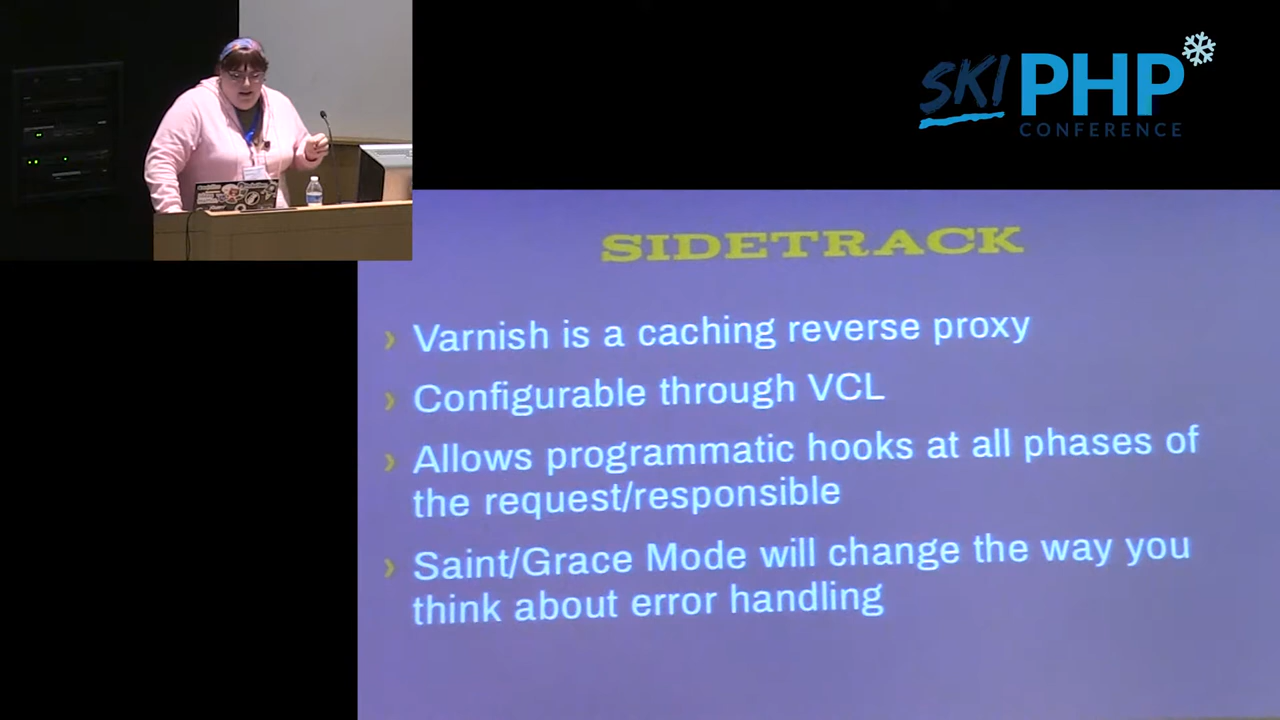 SKI PHP
CONFERENCE
SIDETRACK
› Varnish is a caching reverse proxy
› Configurable through VCL
› Allows programmatic hooks at all phases of
the request/responsible
› Saint/Grace Mode will change the way you
think about error handling